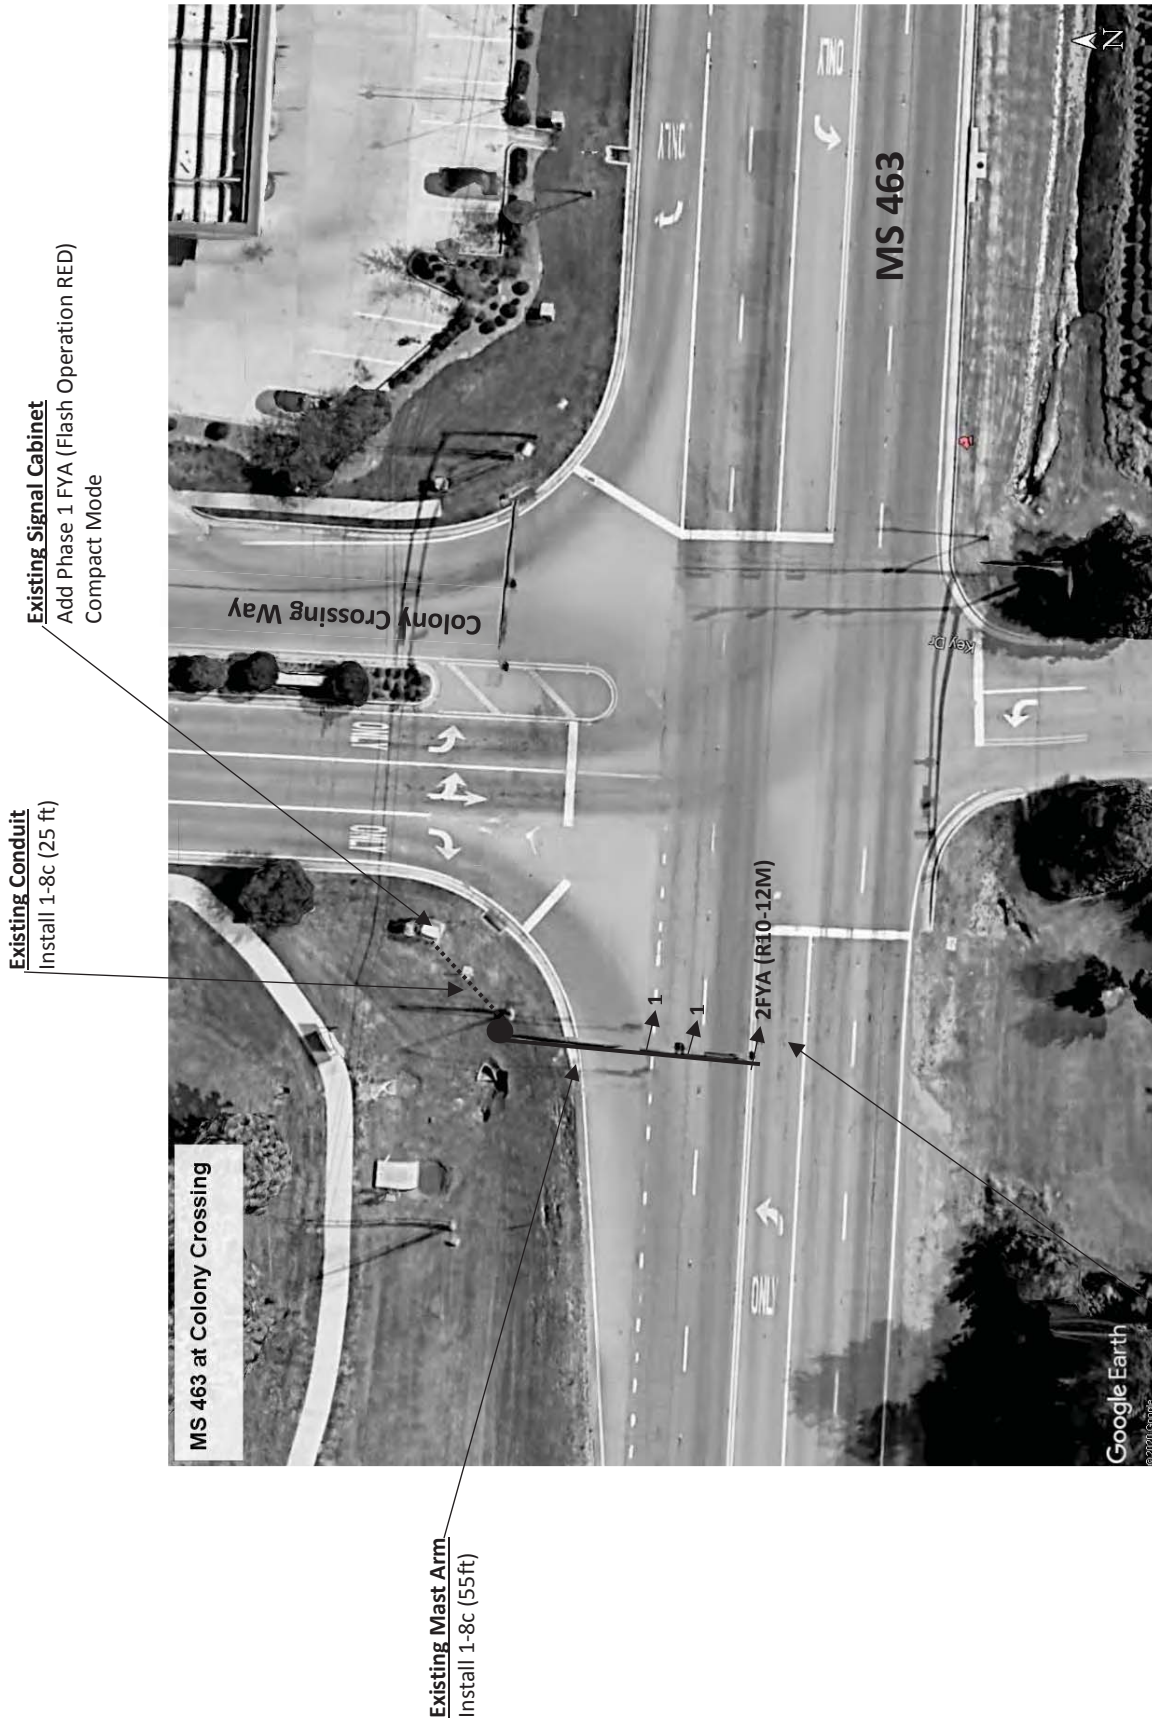 Existing Mast Arm
Install 1-8c (55ft)
Existing Conduit
Install 1-8c (25 ft)
Existing Signal Cabinet
Add Phase 1 FYA (Flash Operation RED)
Compact Mode
MS 463 at Colony Crossing
Colony Crossing Way
ONLY
ONLY
ONLY
ONLY
ONLY
MS 463
1
1
2FYA (R10-12M)
Key Dr
N
Google Earth
©2020 Google